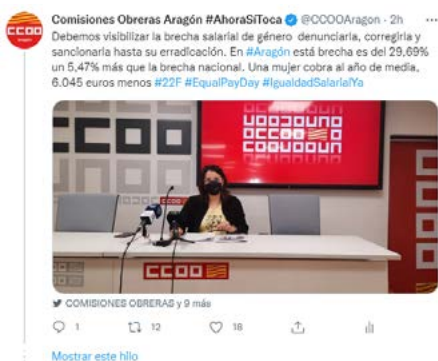 Comisiones Obreras Aragón #AhoraSíToca @CCOOAragon · 2h ...
Debemos visibilizar la brecha salarial de género denunciarla, corregirla y
sancionarla hasta su erradicación. En #Aragón está brecha es del 29,69%
un 5,47% más que la brecha nacional. Una mujer cobra al año de media,
6.045 euros menos #22F #EqualPayDay #IgualdadSalarialYa
CCOO
CCOO
CCOO
COMISIONES OBRERAS y 9 más
1 12 18
Mostrar este hilo